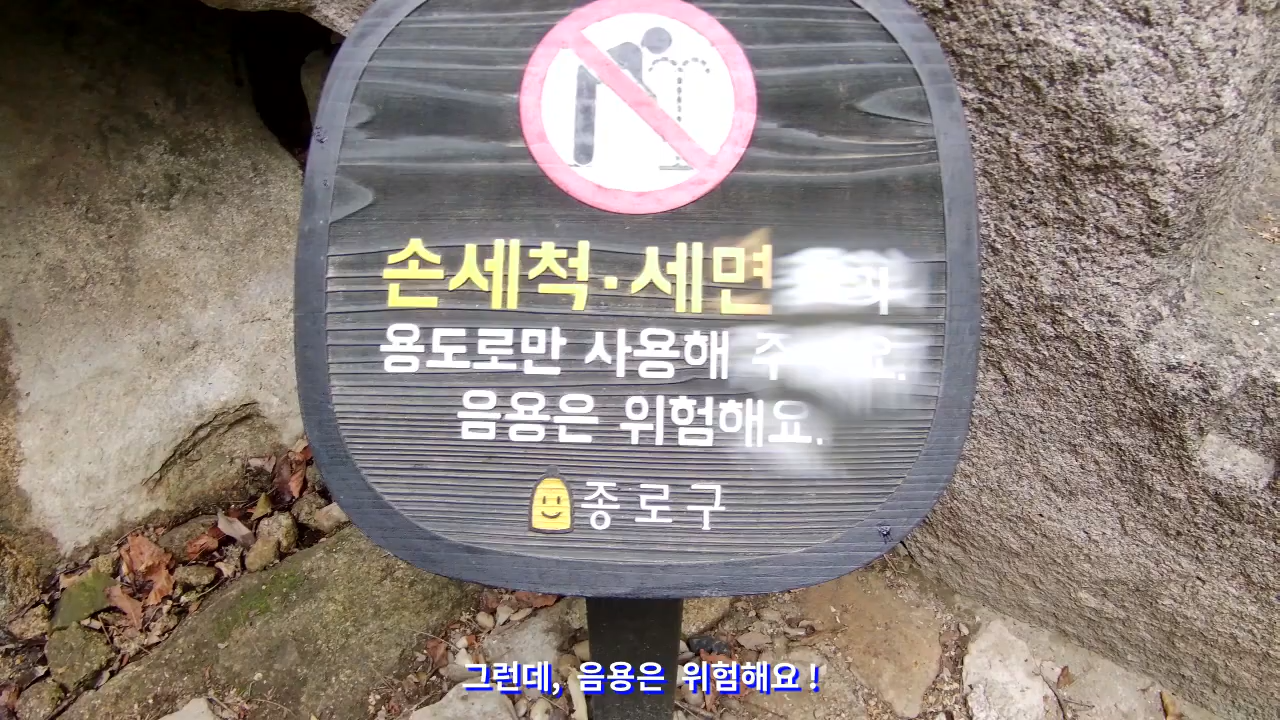 손세척·세면
용도로만 사용해
음용은 위험해요.
종로구
그런데, 음용은 위험해요!